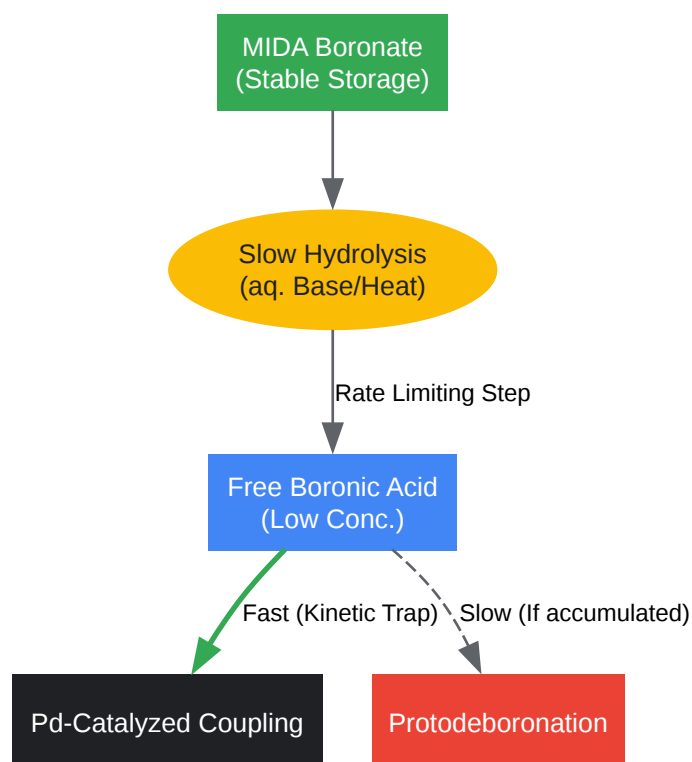 MIDA Boronate
(Stable Storage)
Slow Hydrolysis
(aq. Base/Heat)
Rate Limiting Step
Free Boronic Acid
(Low Conc.)
Fast (Kinetic Trap)
Slow (If accumulated)
Pd-Catalyzed Coupling
Protodeboronation